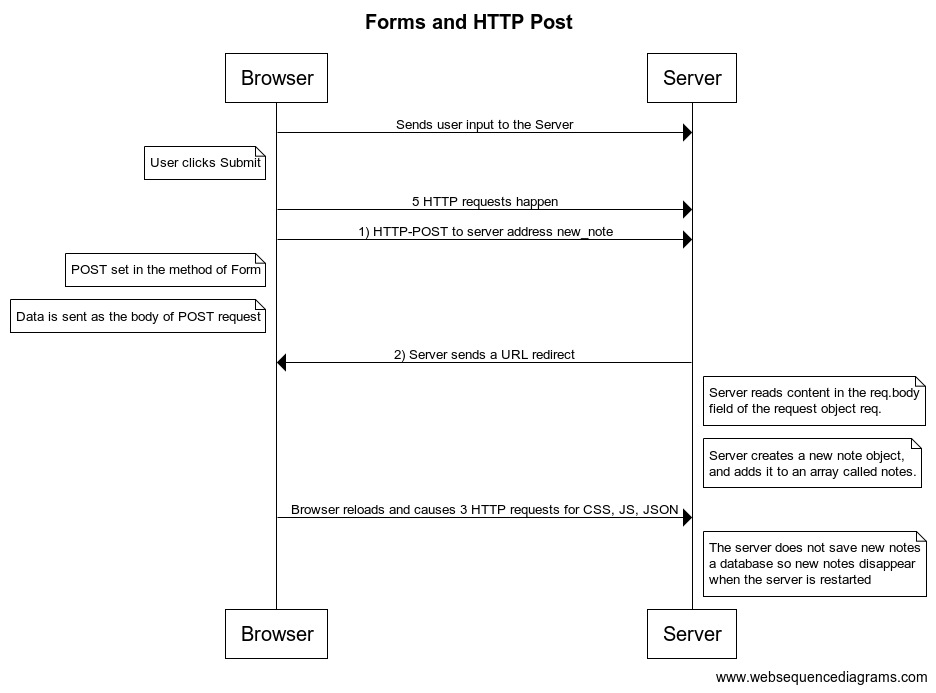 Forms and HTTP Post
Browser
Server
Sends user input to the Server
User clicks Submit
5 HTTP requests happen
1) HTTP-POST to server address new_note
POST set in the method of Form
Data is sent as the body of POST request
2) Server sends a URL redirect
Server reads content in the req.body
field of the request object req.
Server creates a new note object,
and adds it to an array called notes.
Browser reloads and causes 3 HTTP requests for CSS, JS, JSON
The server does not save new notes
a database so new notes disappear
when the server is restarted
Browser
Server
www.websequencediagrams.com